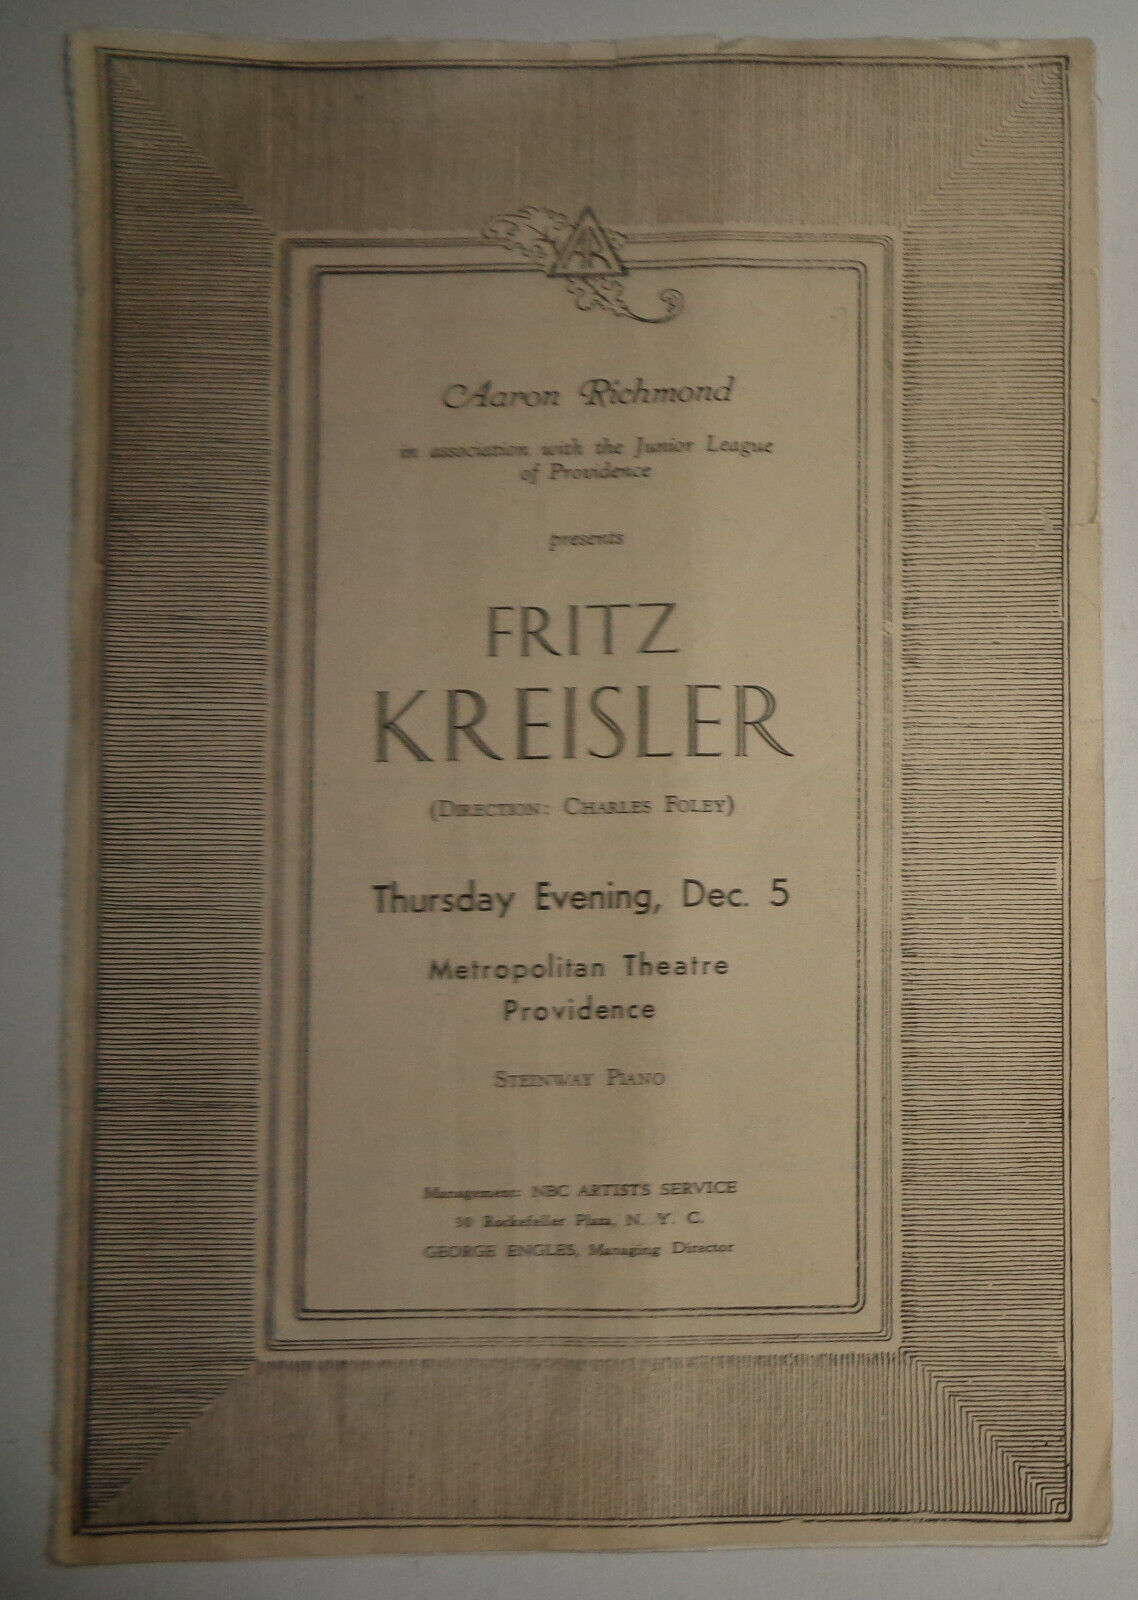 AR
Aaron Richmond
in association with the Junior League
of Providence
presents
FRITZ
KREISLER
(DIRECTION: CHARLES FOLEY)
Thursday Evening, Dec. 5
Metropolitan Theatre
Providence
STEINWAY PIANO
Management: NBC ARTISTS SERVICE
30 Rockefeller Plaza, N. Y. C.
GEORGE ENGLES, Managing Director